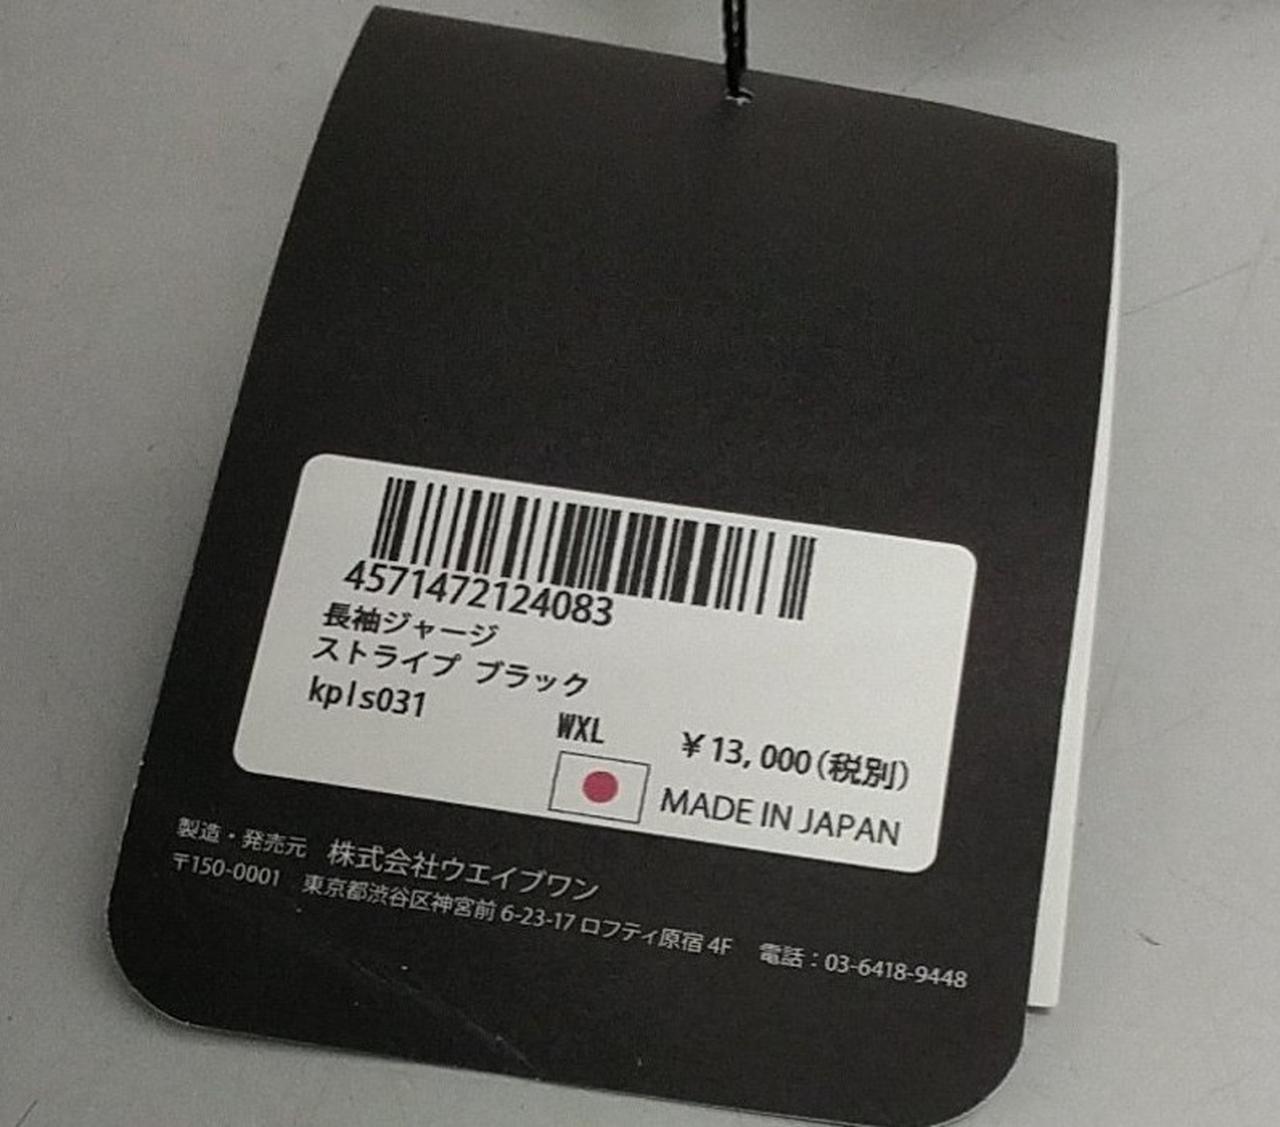 4571472124083
長袖ジャージ
ストライプ ブラック
kpls031
WXL ¥13,000(税別)
MADE IN JAPAN
製造・発売元 株式会社ウエイブワン
〒150-0001 東京都渋谷区神宮前 6-23-17 ロフティ原宿 4F 電話：03-6418-9448